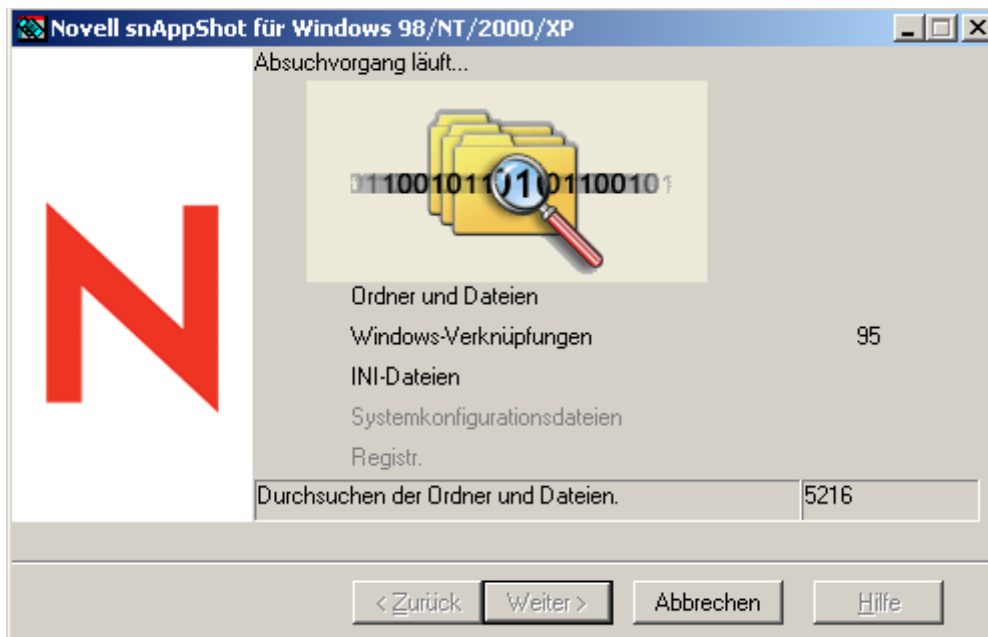 Novell snAppShot für Windows 98/NT/2000/XP
Absuchvorgang läuft...
011001011010101100101
Ordner und Dateien
Windows-Verknüpfungen 95
INI-Dateien
Systemkonfigurationsdateien
Registr.
Durchsuchen der Ordner und Dateien. 5216
< Zurück Weiter > Abbrechen Hilfe